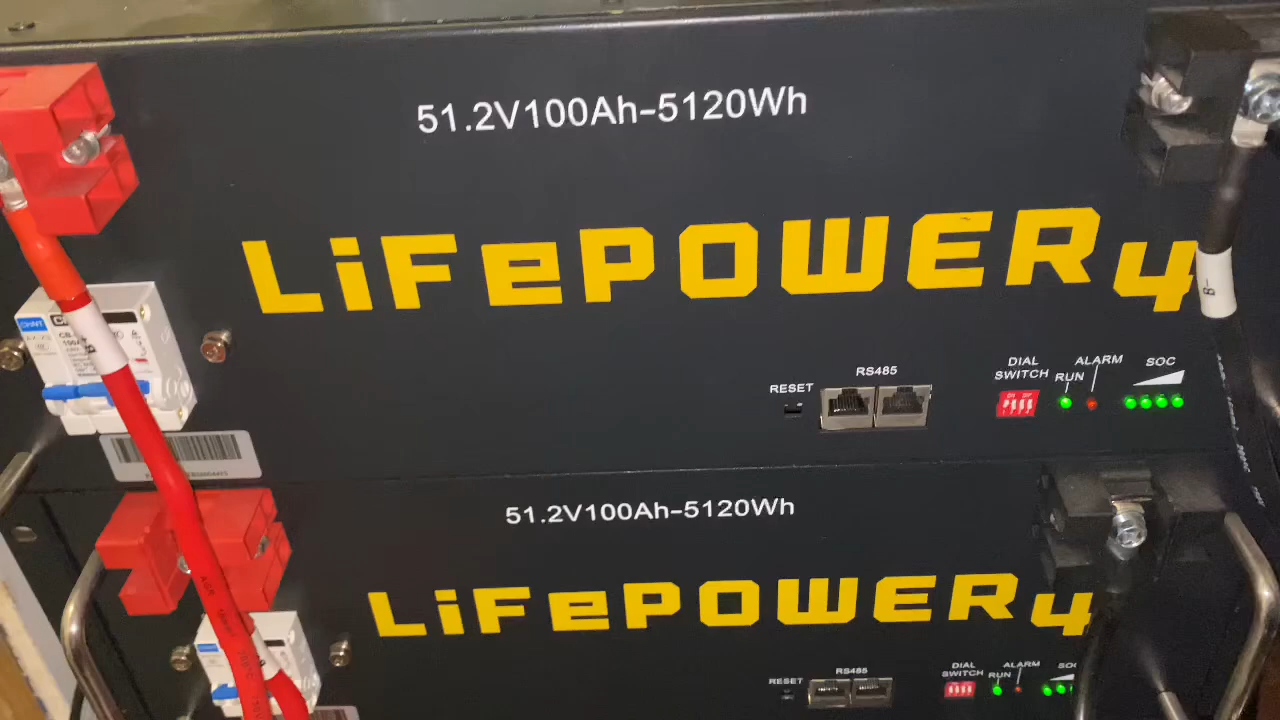 51.2V100Ah-5120Wh
LiFePOWER4
B-
CHNT
RESET
RS485
DIAL
SWITCH
RUN
ALARM
SOC
51.2V100Ah-5120Wh
LiFePOWER4
RESET
RS485
DIAL
SWITCH
RUN
ALARM